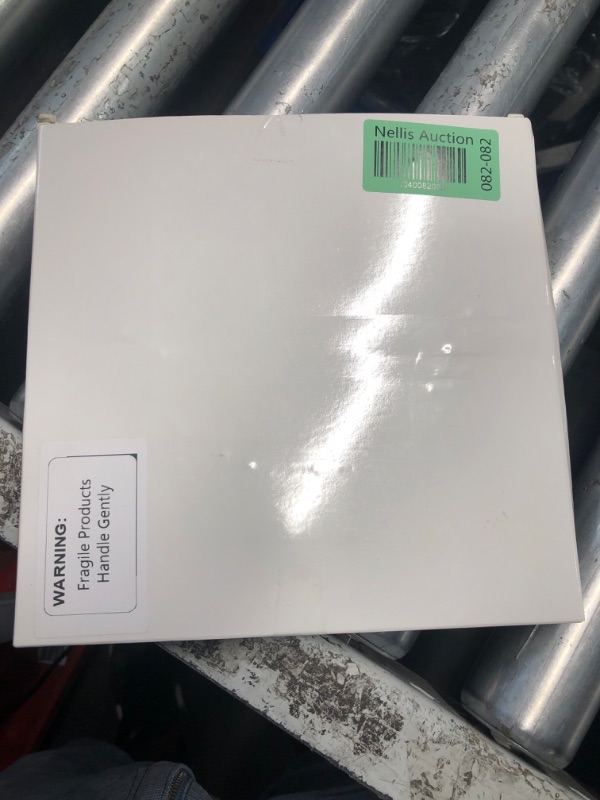 Nellis Auction
082-082
WARNING:
Fragile Products
Handle Gently